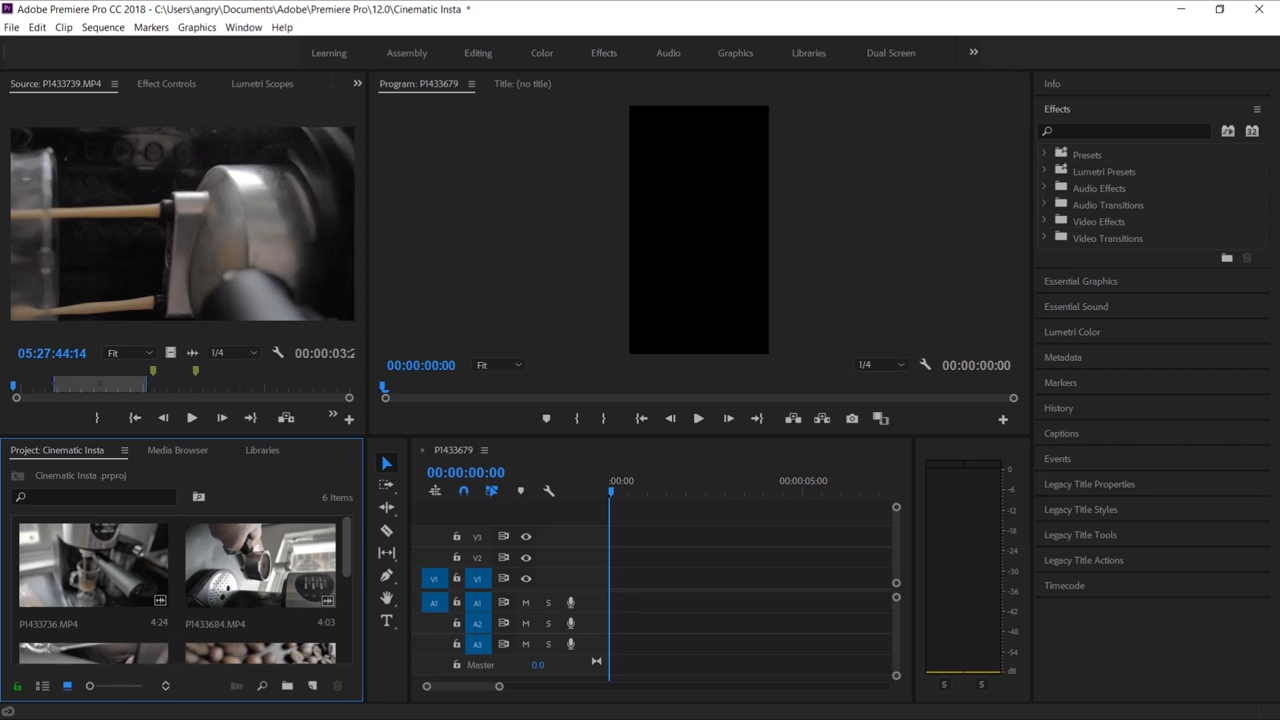 Adobe Premiere Pro CC 2018 - C:\Users\angry\Documents\Adobe\Premiere Pro\12.0\Cinematic Insta *
File Edit Clip Sequence Markers Graphics Window Help
Learning Assembly Editing Color Effects Audio Graphics Libraries Dual Screen
Source: P1433739.MP4 Effect Controls Lumetri Scopes
Program: P1433679 Title: (no title)
Info
Effects
Presets
Lumetri Presets
Audio Effects
Audio Transitions
Video Effects
Video Transitions
05:27:44:14 Fit 1/4 00:00:03:2
00:00:00:00 Fit 1/4 00:00:00:00
Essential Graphics
Essential Sound
Lumetri Color
Metadata
Markers
History
Captions
Events
Legacy Title Properties
Legacy Title Styles
Legacy Title Tools
Legacy Title Actions
Timecode
Project: Cinematic Insta Media Browser Libraries
Cinematic Insta .prproj
6 Items
P1433736.MP4 4:24
P1433684.MP4 4:03
P1433679
00:00:00:00
:00:00 00:00:05:00
V3
V2
V1 V1
A1 A1 M S
A2 M S
A3 M S
Master 0.0
0
-6
-12
-18
-24
-30
-36
-42
-48
-54
dB
S S